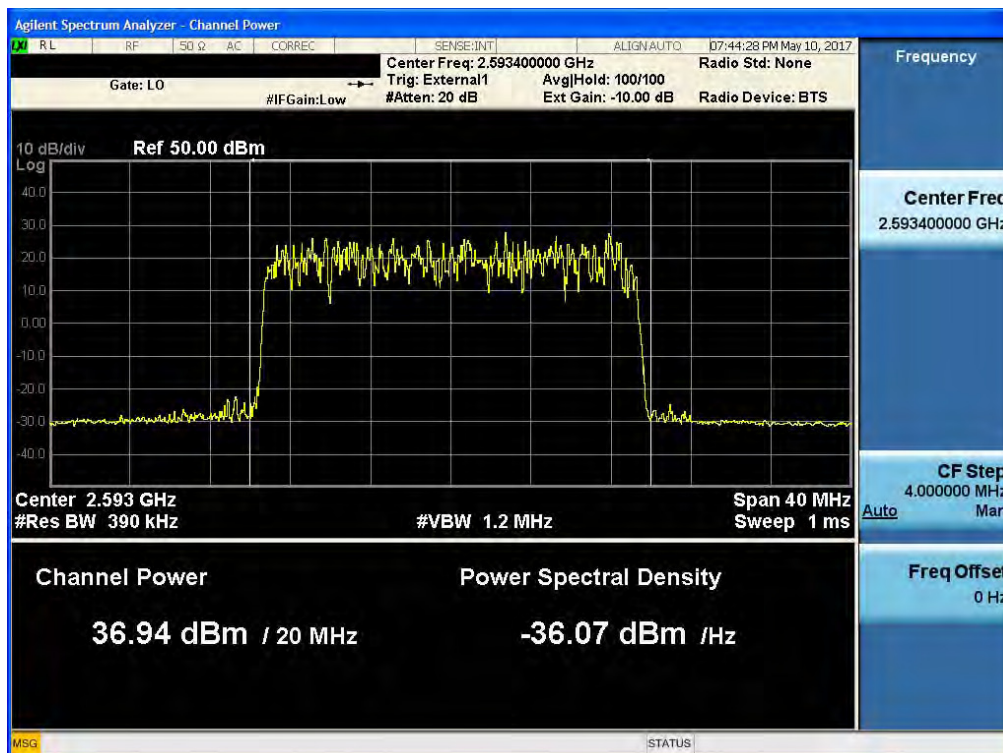 Agilent Spectrum Analyzer - Channel Power
LXI RL RF 50 Ω AC CORREC SENSE:INT ALIGNAUTO 07:44:28 PM May 10, 2017
Center Freq: 2.593400000 GHz Radio Std: None
Gate: LO Trig: External1 Avg|Hold: 100/100
#IFGain:Low #Atten: 20 dB Ext Gain: -10.00 dB Radio Device: BTS
10 dB/div Ref 50.00 dBm
Log
40.0
30.0
20.0
10.0
0.00
-10.0
-20.0
-30.0
-40.0
Center 2.593 GHz Span 40 MHz
#Res BW 390 kHz #VBW 1.2 MHz Sweep 1 ms
Channel Power Power Spectral Density
36.94 dBm / 20 MHz -36.07 dBm /Hz
Frequency
Center Freq
2.593400000 GHz
CF Step
4.000000 MHz
Auto Man
Freq Offset
0 Hz
MSG STATUS